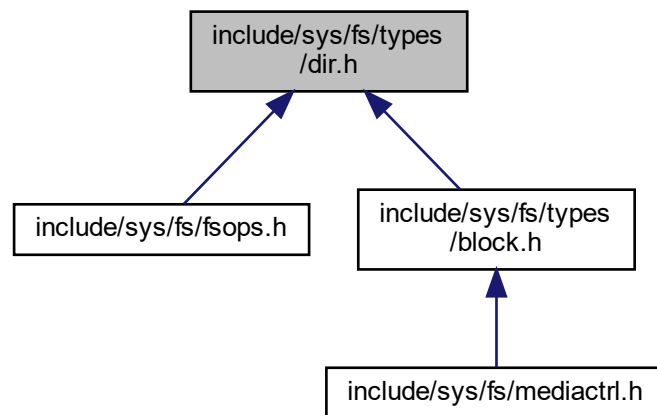 include/sys/fs/types
/dir.h
include/sys/fs/fsops.h
include/sys/fs/types
/block.h
include/sys/fs/mediactrl.h